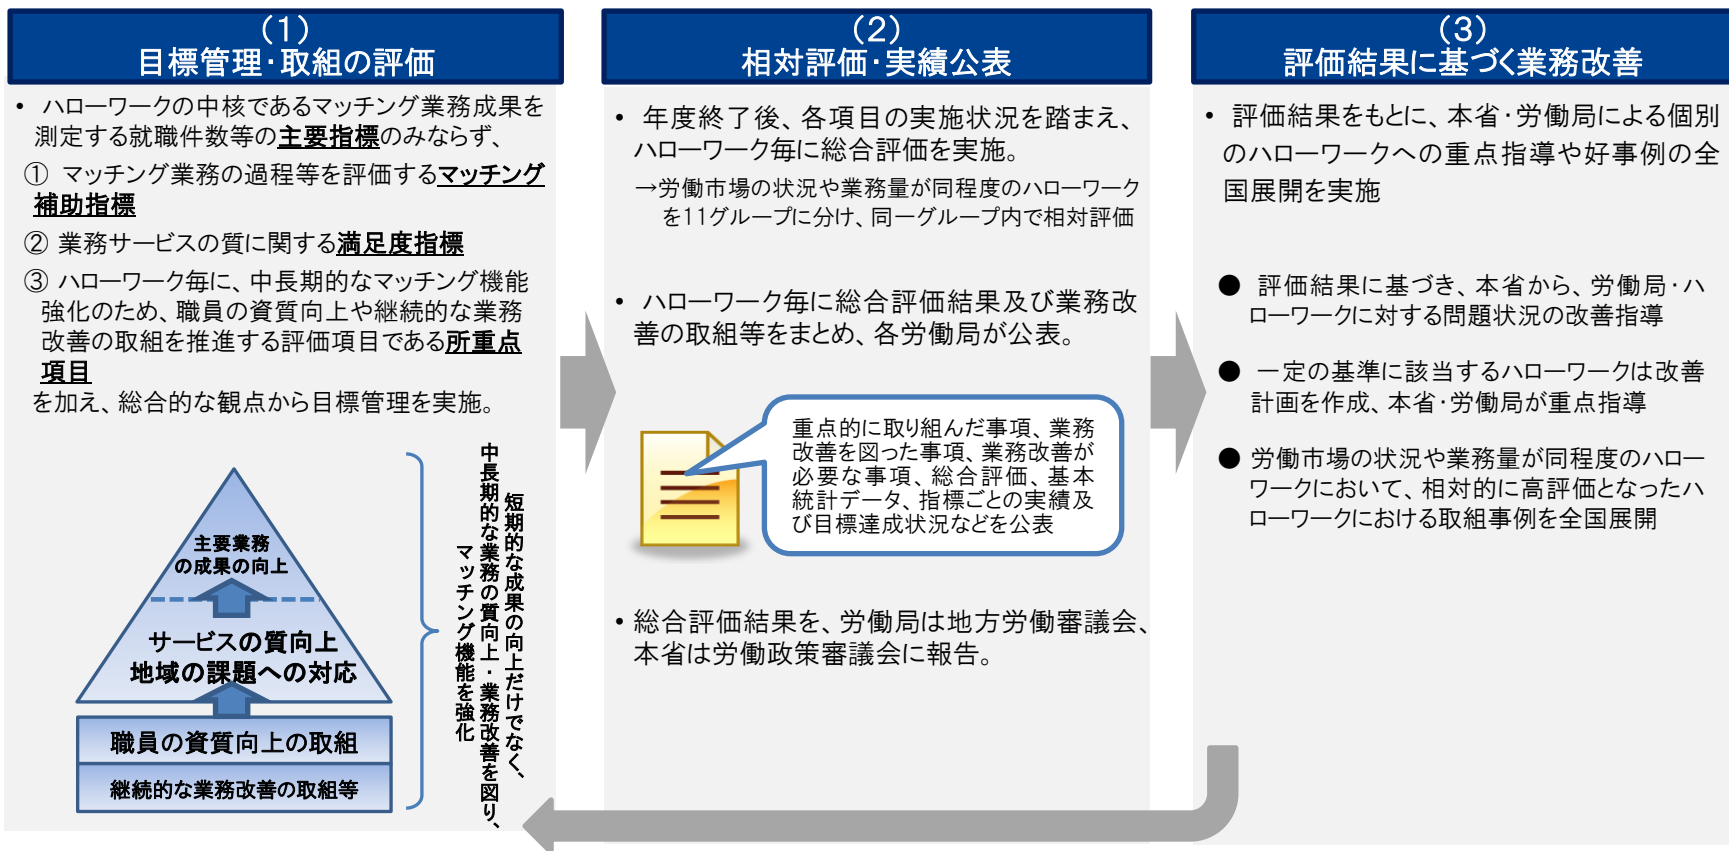 (1)
目標管理・取組の評価
• ハローワークの中核であるマッチング業務成果を
測定する就職件数等の主要指標のみならず、
① マッチング業務の過程等を評価するマッチング
補助指標
② 業務サービスの質に関する満足度指標
③ ハローワーク毎に、中長期的なマッチング機能
強化のため、職員の資質向上や継続的な業務
改善の取組を推進する評価項目である所重点
項目
を加え、総合的な観点から目標管理を実施。
主要業務
の成果の向上
サービスの質向上
地域の課題への対応
職員の資質向上の取組
継続的な業務改善の取組等
短期的な成果の向上だけでなく、
中長期的な業務の質向上・業務改善を図り、
マッチング機能を強化
(2)
相対評価・実績公表
• 年度終了後、各項目の実施状況を踏まえ、
ハローワーク毎に総合評価を実施。
→労働市場の状況や業務量が同程度のハローワーク
を11グループに分け、同一グループ内で相対評価
• ハローワーク毎に総合評価結果及び業務改
善の取組等をまとめ、各労働局が公表。
重点的に取り組んだ事項、業務
改善を図った事項、業務改善が
必要な事項、総合評価、基本
統計データ、指標ごとの実績及
び目標達成状況などを公表
• 総合評価結果を、労働局は地方労働審議会、
本省は労働政策審議会に報告。
(3)
評価結果に基づく業務改善
• 評価結果をもとに、本省・労働局による個別
のハローワークへの重点指導や好事例の全
国展開を実施
● 評価結果に基づき、本省から、労働局・ハ
ローワークに対する問題状況の改善指導
● 一定の基準に該当するハローワークは改善
計画を作成、本省・労働局が重点指導
● 労働市場の状況や業務量が同程度のハロー
ワークにおいて、相対的に高評価となったハ
ローワークにおける取組事例を全国展開